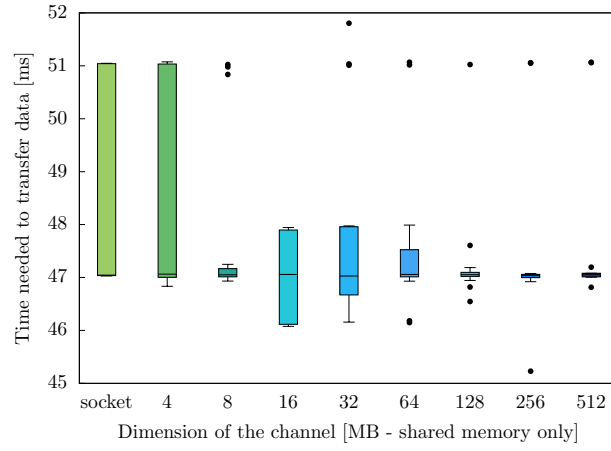 Time needed to transfer data [ms]
52
51
50
49
48
47
46
45
socket 4 8 16 32 64 128 256 512
Dimension of the channel [MB - shared memory only]